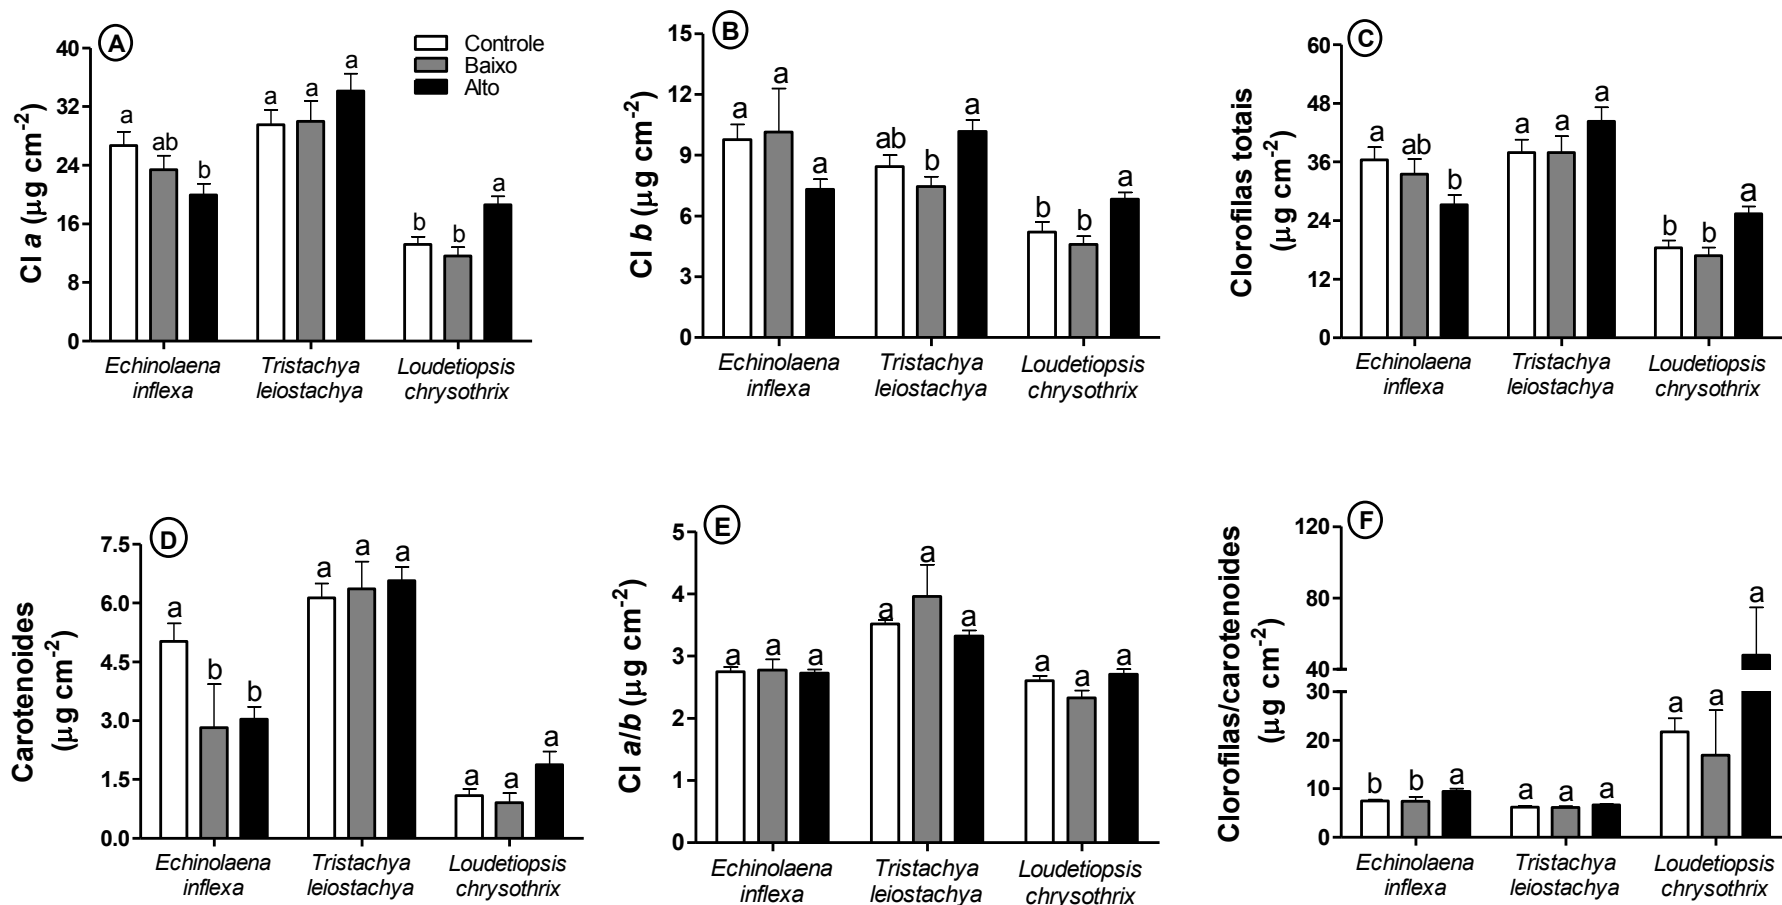 A
Controle
Baixo
Alto
Cl a (µg cm-2)
40
32
24
16
8
0
a
ab
b
a
a
a
b
b
a
Echinolaena
inflexa
Tristachya
leiostachya
Loudetiopsis
chrysothrix
B
Cl b (µg cm-2)
15
12
9
6
3
0
a
a
a
ab
b
a
b
b
a
Echinolaena
inflexa
Tristachya
leiostachya
Loudetiopsis
chrysothrix
C
Clorofilas totais
(µg cm-2)
60
48
36
24
12
0
a
ab
b
a
a
a
b
b
a
Echinolaena
inflexa
Tristachya
leiostachya
Loudetiopsis
chrysothrix
D
Carotenoides
(µg cm-2)
7.5
6.0
4.5
3.0
1.5
0.0
a
b
b
a
a
a
a
a
a
Echinolaena
inflexa
Tristachya
leiostachya
Loudetiopsis
chrysothrix
E
Cl a/b (µg cm-2)
5
4
3
2
1
0
a
a
a
a
a
a
a
a
a
Echinolaena
inflexa
Tristachya
leiostachya
Loudetiopsis
chrysothrix
F
Clorofilas/carotenoides
(µg cm-2)
120
80
40
30
20
10
0
b
b
a
a
a
a
a
a
a
Echinolaena
inflexa
Tristachya
leiostachya
Loudetiopsis
chrysothrix